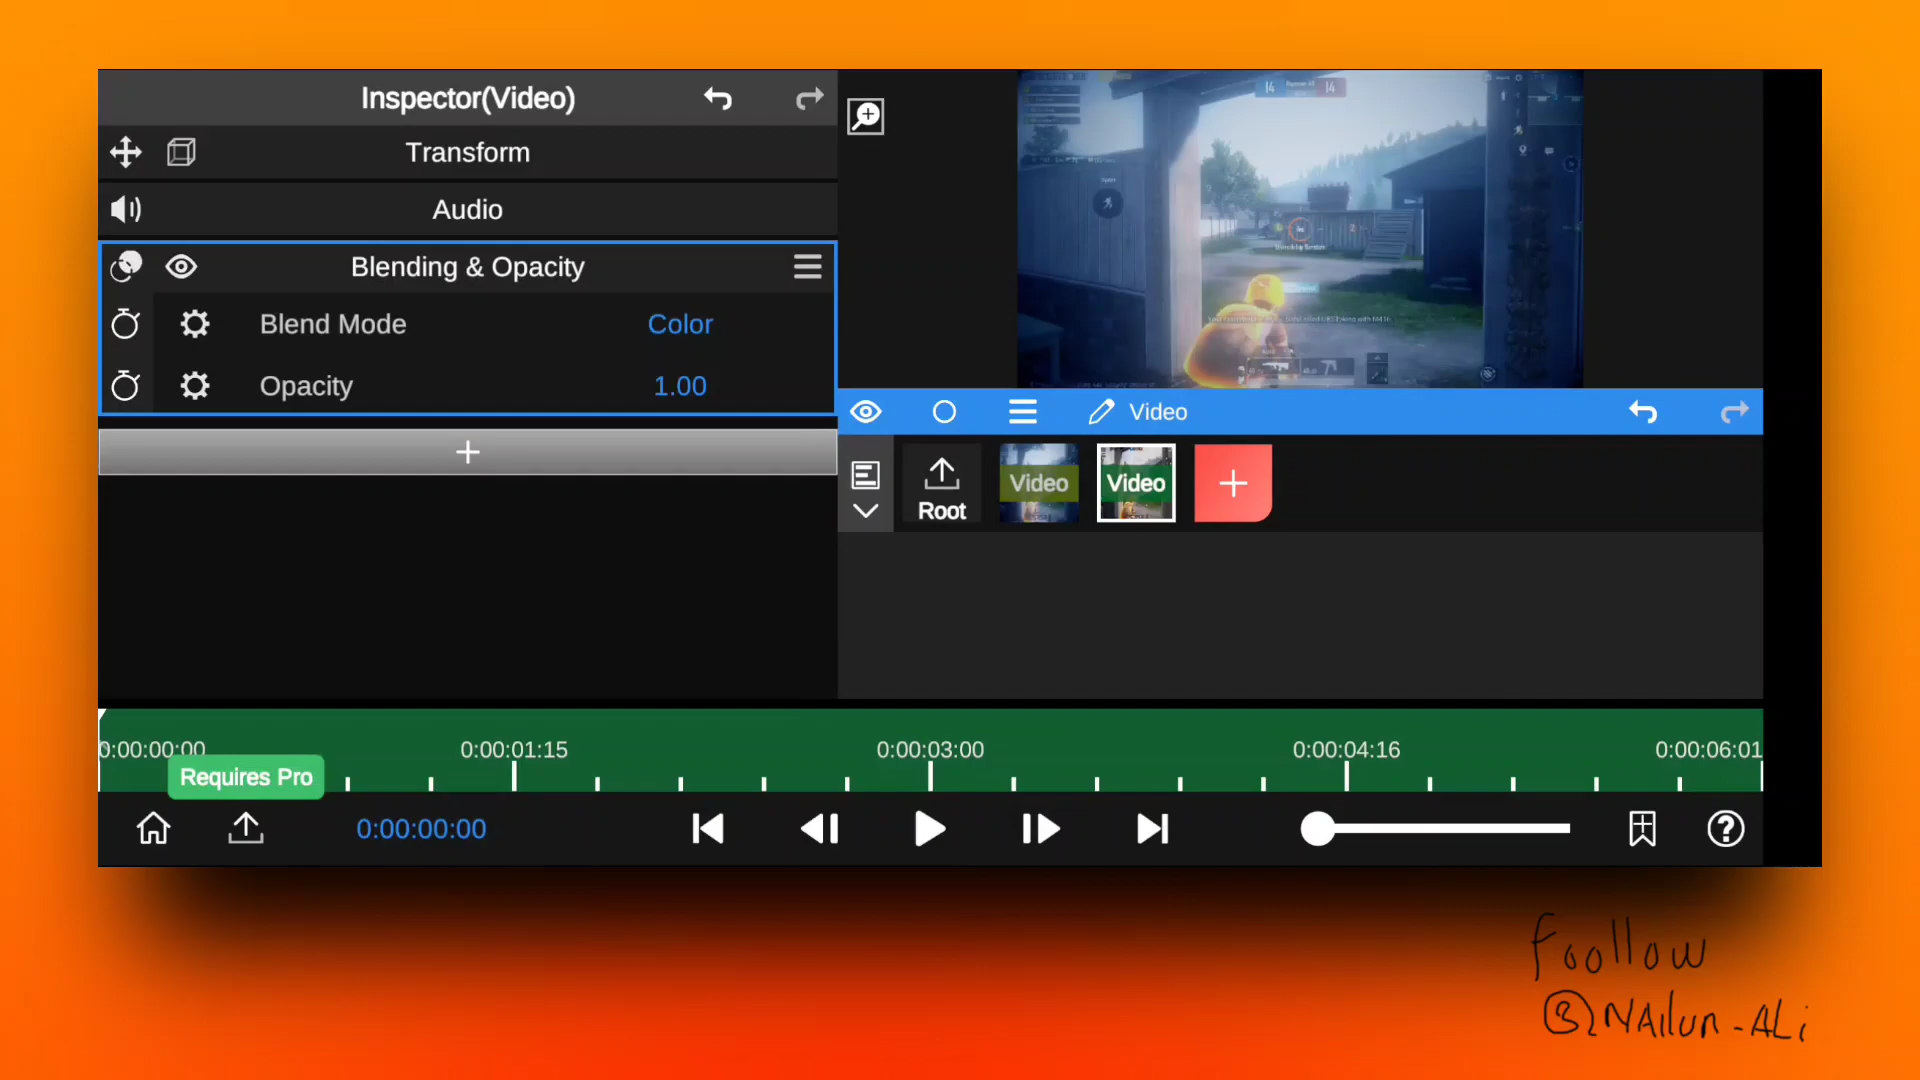 Inspector(Video)
Transform
Audio
Blending & Opacity
Blend Mode
Color
Opacity
1.00
14
14
Video
Root
Video
Video
0:00:00:00
0:00:01:15
0:00:03:00
0:00:04:16
0:00:06:01
Requires Pro
0:00:00:00
Foollow
@NAilun-ALi